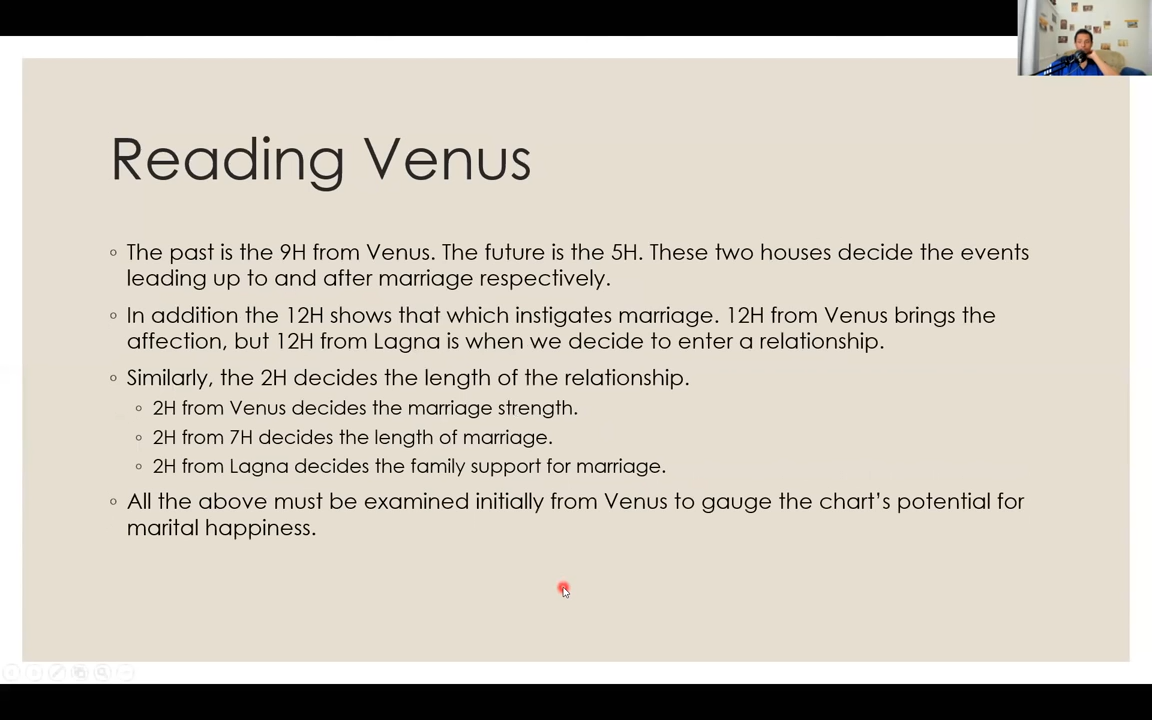 Reading Venus
The past is the 9H from Venus. The future is the 5H. These two houses decide the events
leading up to and after marriage respectively.
In addition the 12H shows that which instigates marriage. 12H from Venus brings the
affection, but 12H from Lagna is when we decide to enter a relationship.
Similarly, the 2H decides the length of the relationship.
2H from Venus decides the marriage strength.
2H from 7H decides the length of marriage.
2H from Lagna decides the family support for marriage.
All the above must be examined initially from Venus to gauge the chart’s potential for
marital happiness.